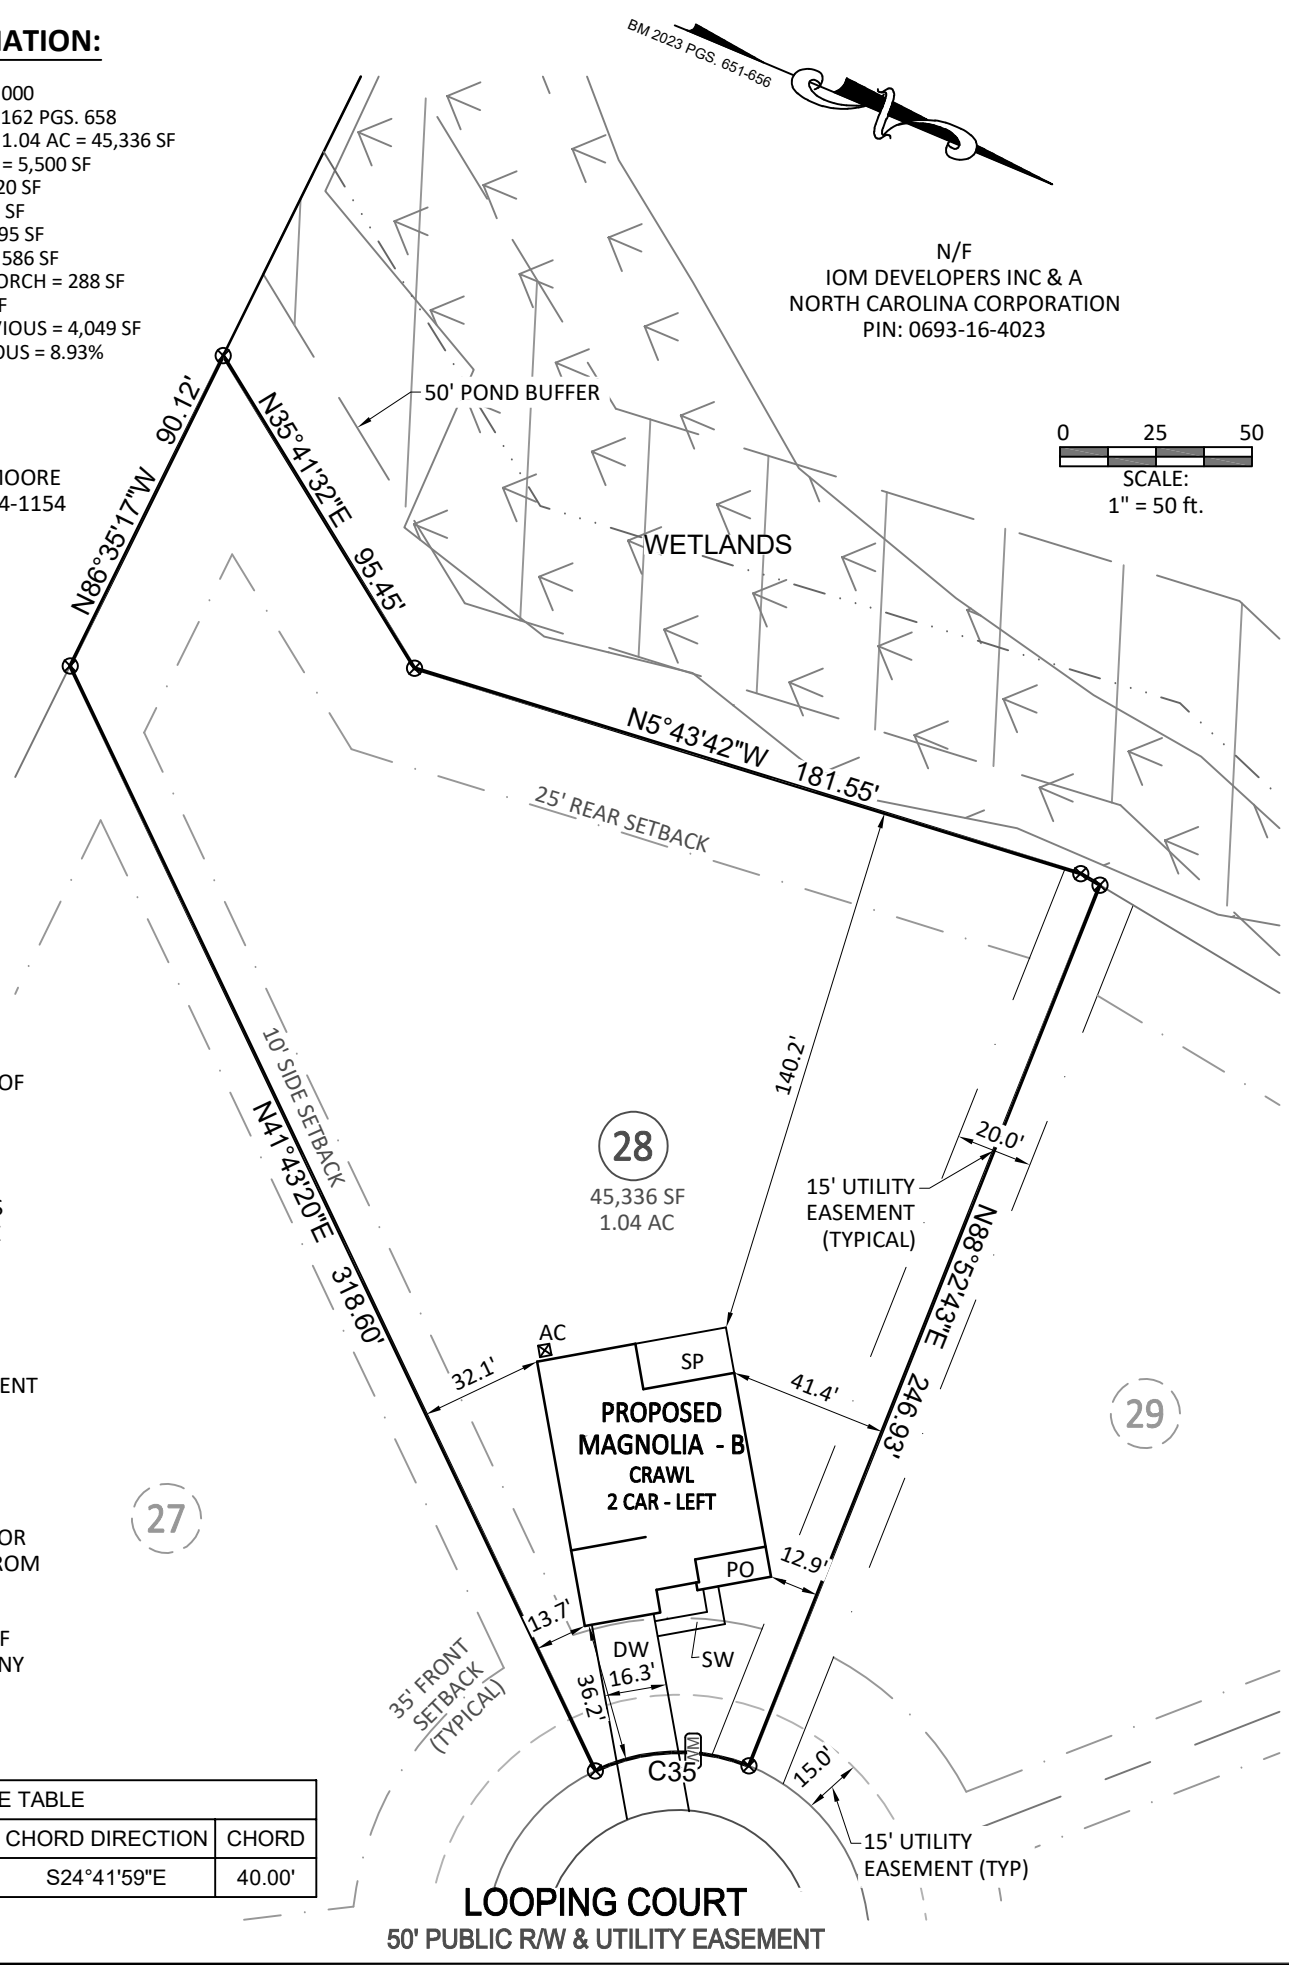 MATION:
000
162 PGS. 658
1.04 AC = 45,336 SF
= 5,500 SF
20 SF
SF
95 SF
586 SF
ORCH = 288 SF
F
VIOUS = 4,049 SF
OUS = 8.93%
MOORE
4-1154
BM 2023 PGS. 651-656
N/F
IOM DEVELOPERS INC & A
NORTH CAROLINA CORPORATION
PIN: 0693-16-4023
0 25 50
SCALE:
1" = 50 ft.
50' POND BUFFER
N86°35'17"W 90.12'
N35°41'32"E 95.45'
WETLANDS
N5°43'42"W 181.55'
25' REAR SETBACK
10' SIDE SETBACK
N41°43'20"E 318.60'
140.2'
28
45,336 SF
1.04 AC
20.0'
15' UTILITY
EASEMENT
(TYPICAL)
N88°52'43"E 246.93'
OF
S
ENT
OR
ROM
F
NY
AC
SP
32.1'
41.4'
PROPOSED
MAGNOLIA - B
CRAWL
2 CAR - LEFT
27
29
PO
12.9'
13.7'
DW
SW
16.3'
36.2'
35' FRONT
SETBACK
(TYPICAL)
WM
C35
15.0'
15' UTILITY
EASEMENT (TYP)
E TABLE
CHORD DIRECTION CHORD
S24°41'59"E 40.00'
LOOPING COURT
50' PUBLIC R/W & UTILITY EASEMENT